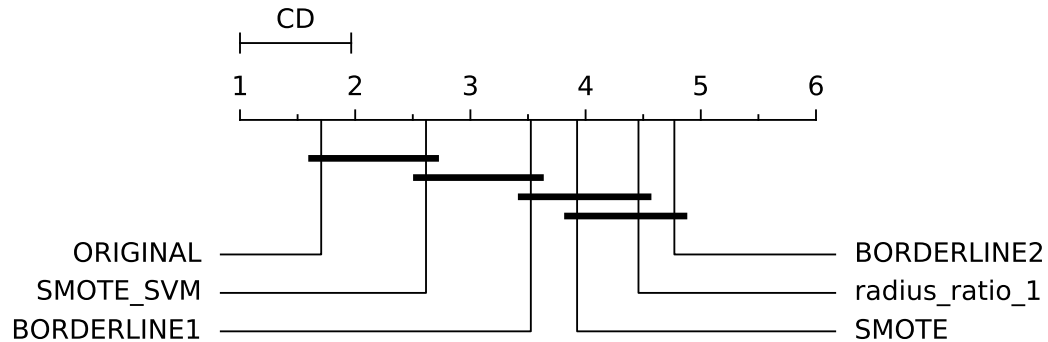 CD
1 2 3 4 5 6
ORIGINAL BORDERLINE2
SMOTE_SVM radius_ratio_1
BORDERLINE1 SMOTE